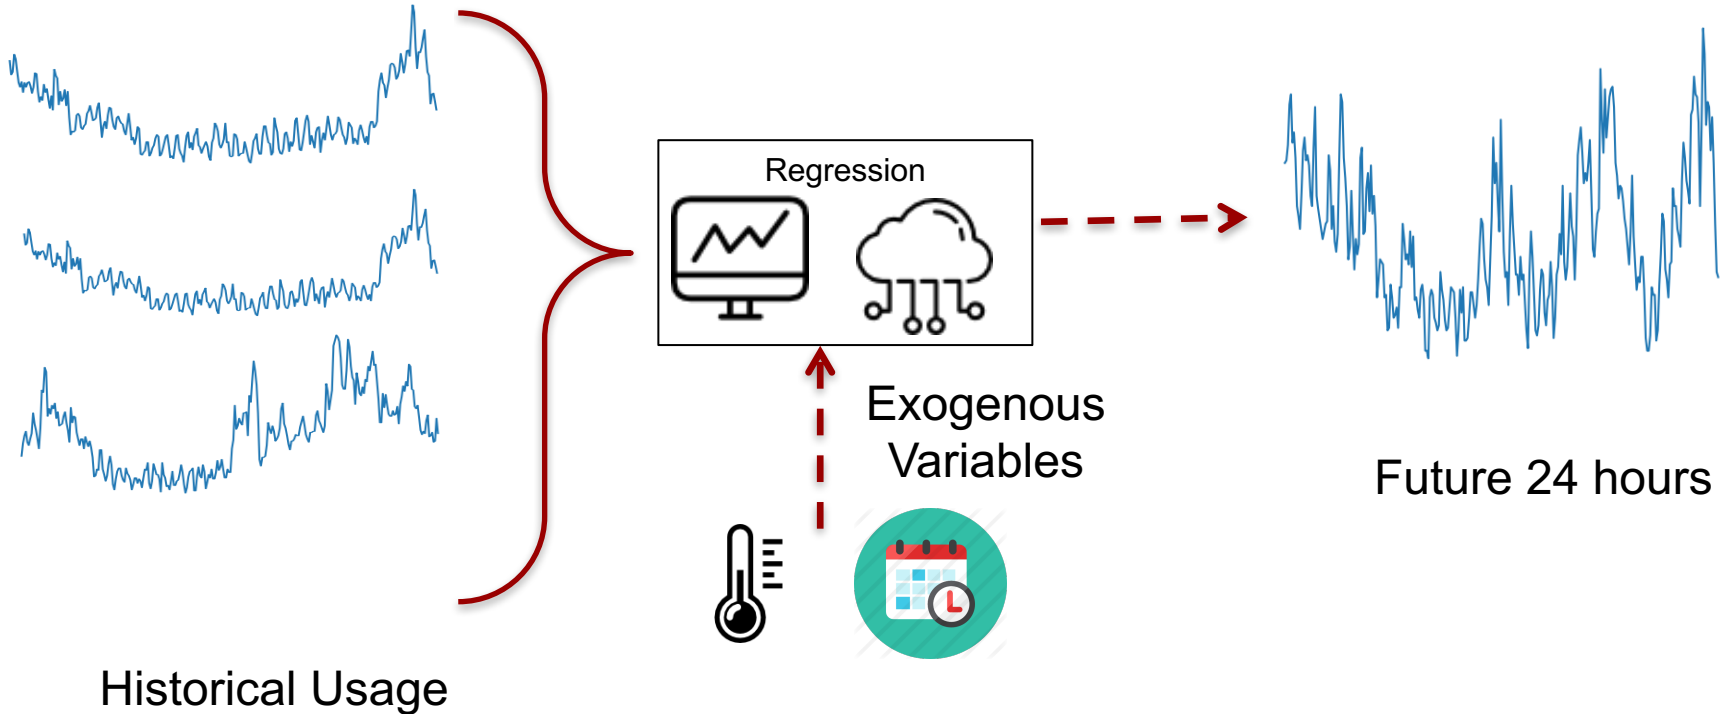 Regression
Exogenous
Variables
Future 24 hours
Historical Usage